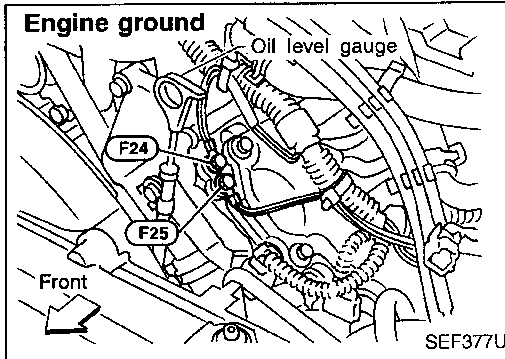 Engine ground
Oil level gauge
F24
F25
Front
SEF377U